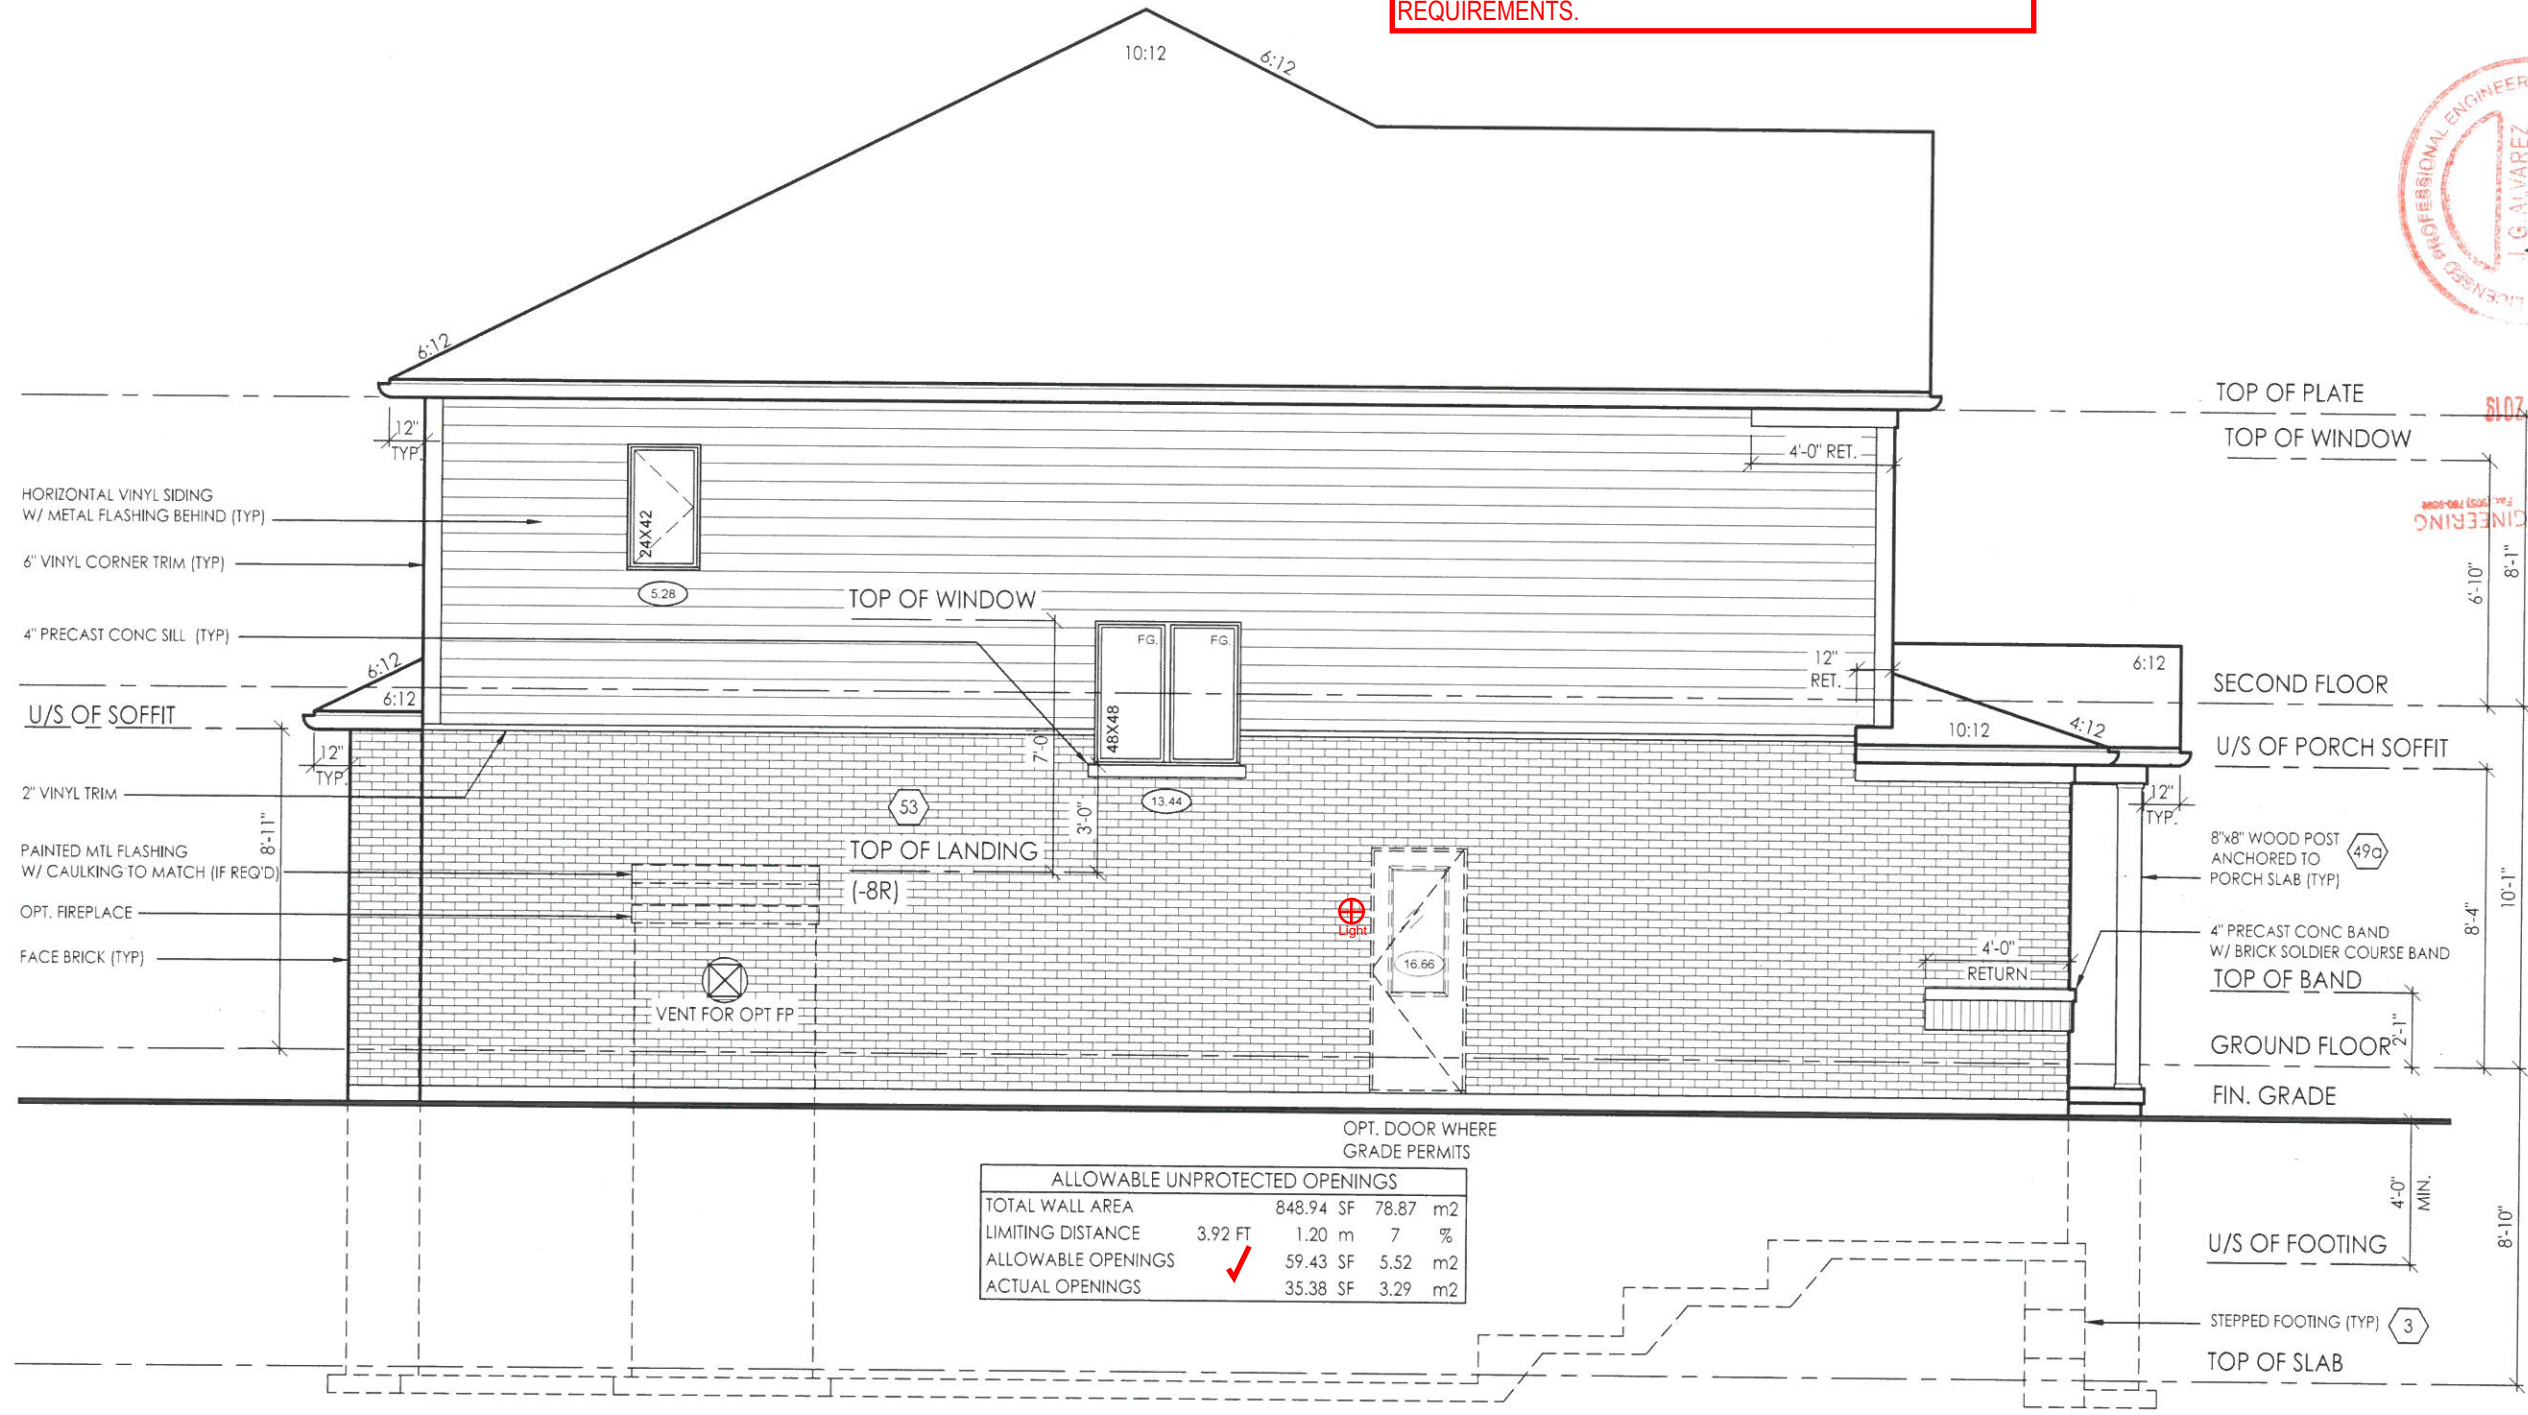 REQUIREMENTS.
10:12
6:12
LICENSED PROFESSIONAL ENGINEER
I. G. ALVAREZ
6:12
TOP OF PLATE
2019
TOP OF WINDOW
12"
TYP.
4'-0" RET.
HORIZONTAL VINYL SIDING
W/ METAL FLASHING BEHIND (TYP)
24X42
GINEERING
6" VINYL CORNER TRIM (TYP)
6'-10"
8'-1"
5.28
TOP OF WINDOW
4" PRECAST CONC SILL (TYP)
FG.
FG.
6:12
6:12
12"
RET.
6:12
SECOND FLOOR
U/S OF SOFFIT
48X48
7'-0"
10:12
4:12
U/S OF PORCH SOFFIT
12"
TYP.
2" VINYL TRIM
53
13.44
12"
TYP.
8'-11"
3'-0"
PAINTED MTL FLASHING
W/ CAULKING TO MATCH (IF REQ'D)
TOP OF LANDING
(-8R)
8"x8" WOOD POST
ANCHORED TO
PORCH SLAB (TYP)
49a
10'-1"
8'-4"
OPT. FIREPLACE
Light
4" PRECAST CONC BAND
W/ BRICK SOLDIER COURSE BAND
FACE BRICK (TYP)
16.66
4'-0"
RETURN
TOP OF BAND
VENT FOR OPT FP
2'-1"
GROUND FLOOR
FIN. GRADE
OPT. DOOR WHERE
GRADE PERMITS
ALLOWABLE UNPROTECTED OPENINGS
TOTAL WALL AREA 848.94 SF 78.87 m2
LIMITING DISTANCE 3.92 FT 1.20 m 7 %
ALLOWABLE OPENINGS 59.43 SF 5.52 m2
ACTUAL OPENINGS 35.38 SF 3.29 m2
4'-0"
MIN.
8'-10"
U/S OF FOOTING
STEPPED FOOTING (TYP) 3
TOP OF SLAB